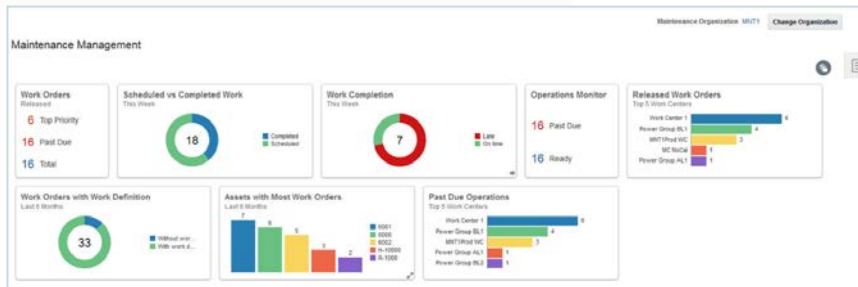 Maintenance Organization MNT1 Change Organization
Maintenance Management
Work Orders
Released
6 Top Priority
16 Past Due
16 Total
Scheduled vs Completed Work
This Week
18
Completed
Scheduled
Work Completion
This Week
7
Late
On time
Operations Monitor
16 Past Due
16 Ready
Released Work Orders
Top 5 Work Centers
Work Center 1 6
Power Group BL1 4
MNT1Prod WC 3
MC NoCal 1
Power Group AL1 1
Work Orders with Work Definition
Last 6 Months
33
Without wor...
With work d...
Assets with Most Work Orders
Last 6 Months
7
6
5
3
2
6001
6000
6002
H-10000
R-1000
Past Due Operations
Top 5 Work Centers
Work Center 1 6
Power Group BL1 4
MNT1Prod WC 3
Power Group AL1 1
Power Group BL2 1